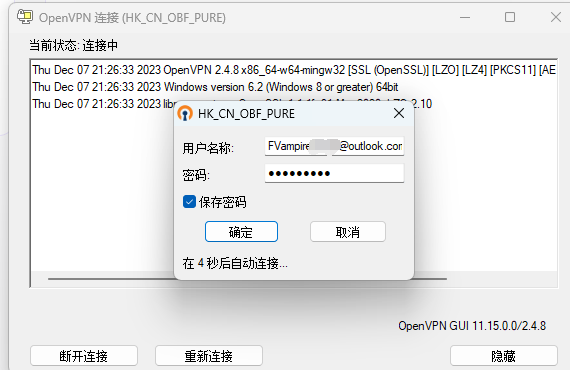 OpenVPN 连接 (HK_CN_OBF_PURE)
当前状态: 连接中
Thu Dec 07 21:26:33 2023 OpenVPN 2.4.8 x86_64-w64-mingw32 [SSL (OpenSSL)] [LZO] [LZ4] [PKCS11] [AE
Thu Dec 07 21:26:33 2023 Windows version 6.2 (Windows 8 or greater) 64bit
Thu Dec 07 21:26:33 2023 2.10
HK_CN_OBF_PURE
用户名称:
FVampire @outlook.com
密码:
保存密码
确定 取消
在 4 秒后自动连接...
OpenVPN GUI 11.15.0.0/2.4.8
断开连接 重新连接 隐藏